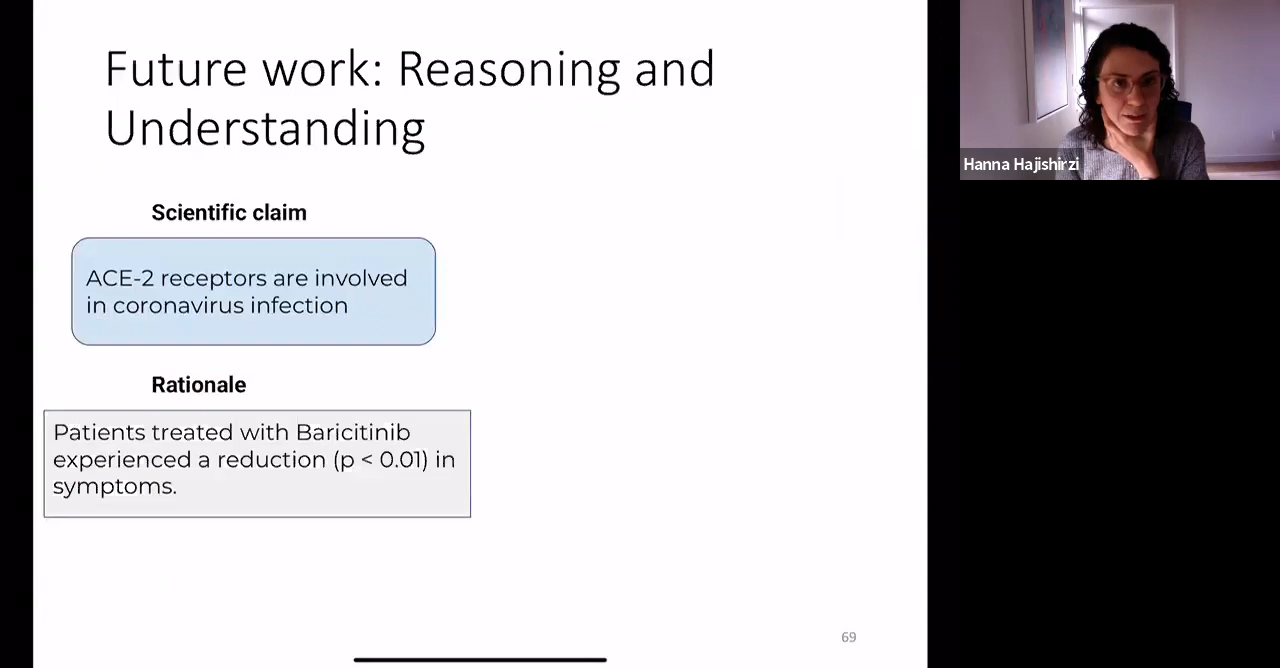 Future work: Reasoning and
Understanding
Scientific claim
ACE-2 receptors are involved
in coronavirus infection
Rationale
Patients treated with Baricitinib
experienced a reduction (p < 0.01) in
symptoms.
69
Hanna Hajishirzi